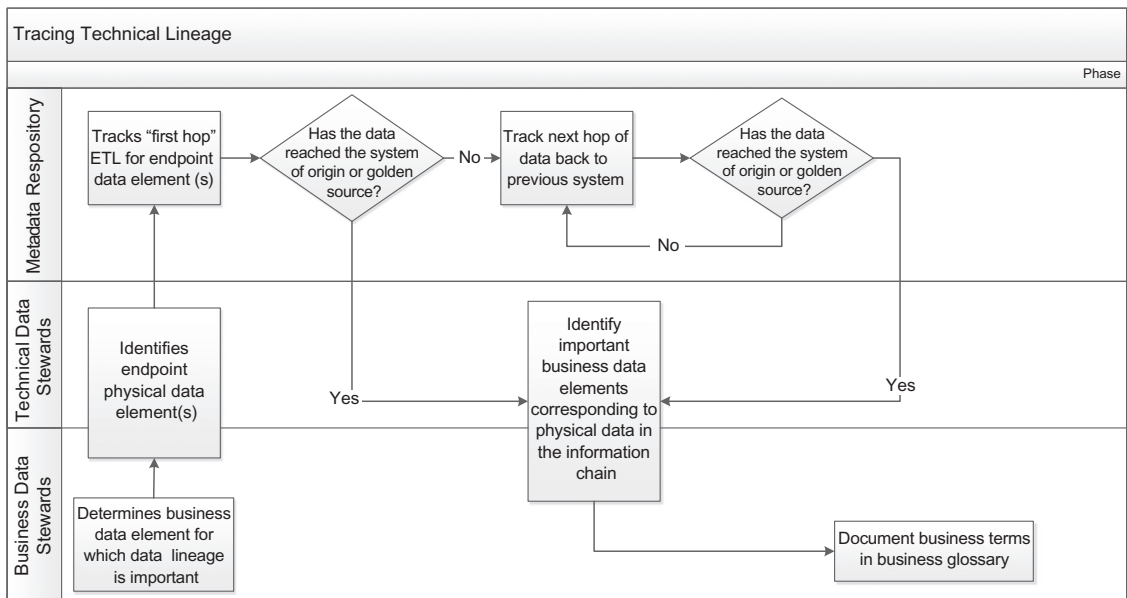 Tracing Technical Lineage
Phase
Metadata Respository
Tracks “first hop”
ETL for endpoint
data element (s)
Has the data
reached the system
of origin or golden
source?
No
Track next hop of
data back to
previous system
Has the data
reached the system
of origin or golden
source?
No
Technical Data
Stewards
Identifies
endpoint
physical data
element(s)
Yes
Identify
important
business data
elements
corresponding to
physical data in
the information
chain
Yes
Business Data
Stewards
Determines business
data element for
which data lineage
is important
Document business terms
in business glossary